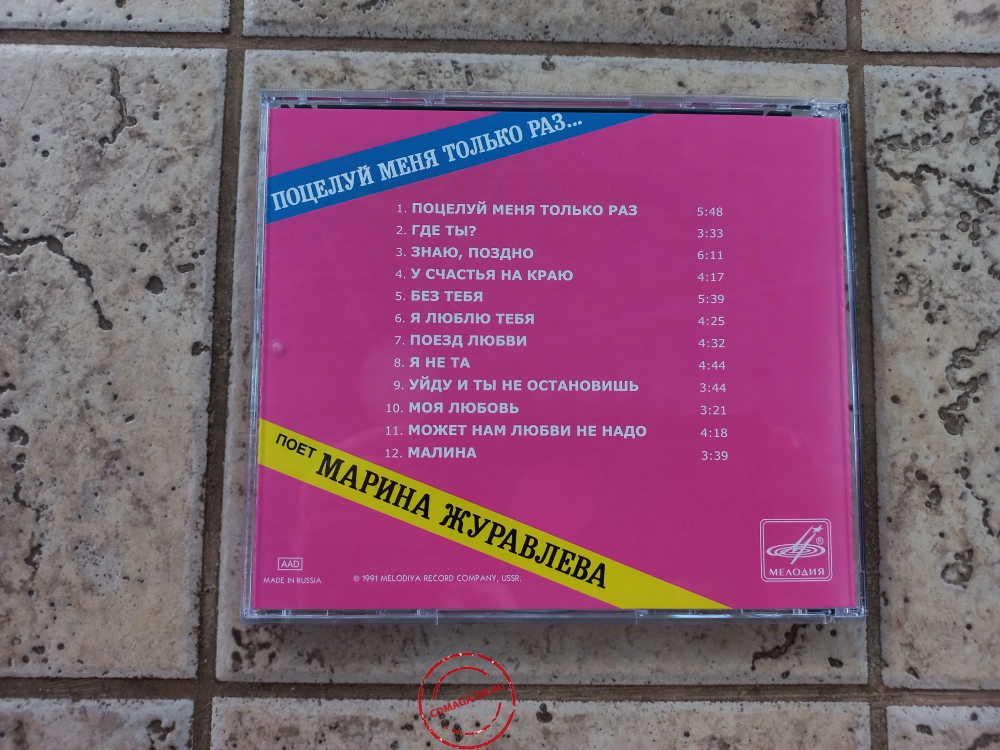 ПОЦЕЛУЙ МЕНЯ ТОЛЬКО РАЗ...
1. ПОЦЕЛУЙ МЕНЯ ТОЛЬКО РАЗ 5:48
2. ГДЕ ТЫ? 3:33
3. ЗНАЮ, ПОЗДНО 6:11
4. У СЧАСТЬЯ НА КРАЮ 4:17
5. БЕЗ ТЕБЯ 5:39
6. Я ЛЮБЛЮ ТЕБЯ 4:25
7. ПОЕЗД ЛЮБВИ 4:32
8. Я НЕ ТА 4:44
9. УЙДУ И ТЫ НЕ ОСТАНОВИШЬ 3:44
10. МОЯ ЛЮБОВЬ 3:21
11. МОЖЕТ НАМ ЛЮБВИ НЕ НАДО 4:18
12. МАЛИНА 3:39
ПОЕТ МАРИНА ЖУРАВЛЕВА
AAD
MADE IN RUSSIA
© 1991 MELODIYA RECORD COMPANY, USSR.
®
МЕЛОДИЯ
CDMAGAZIN.RU